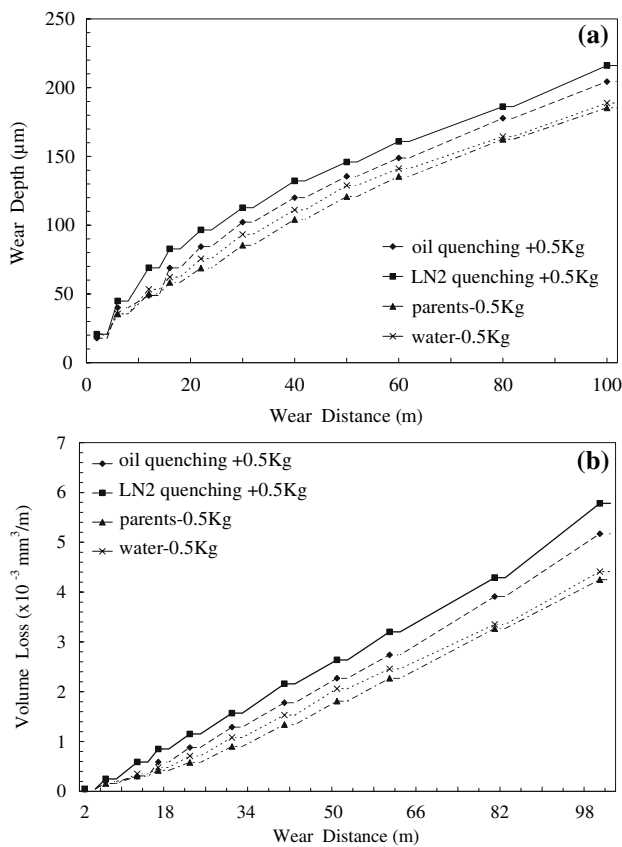 250
200
150
100
50
0
(a)
Wear Depth (μm)
oil quenching +0.5Kg
LN2 quenching +0.5Kg
parents-0.5Kg
water-0.5Kg
0 20 40 60 80 100
Wear Distance (m)
7
6
5
4
3
2
1
0
(b)
Volume Loss (x10⁻³ mm³/m)
oil quenching +0.5Kg
LN2 quenching +0.5Kg
parents-0.5Kg
water-0.5Kg
2 18 34 50 66 82 98
Wear Distance (m)